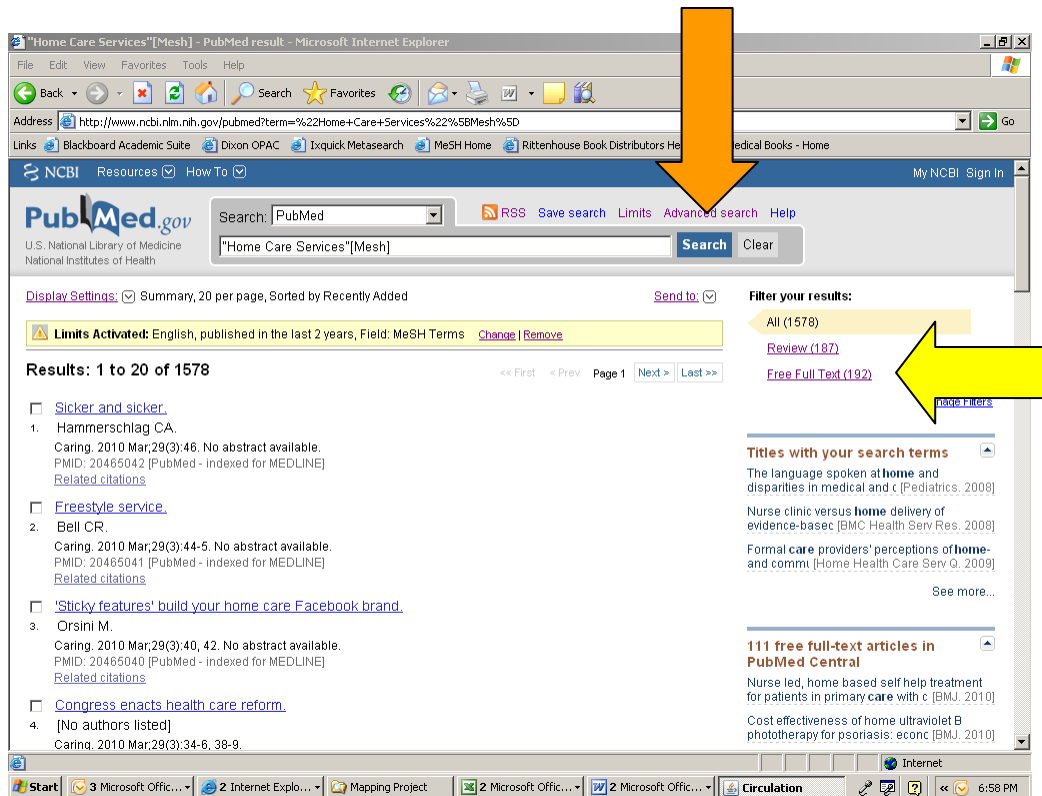 "Home Care Services"[Mesh] - PubMed result - Microsoft Internet Explorer
File Edit View Favorites Tools Help
Back Search Favorites
Address http://www.ncbi.nlm.nih.gov/pubmed?term=%22Home+Care+Services%22%5BMesh%5D Go
Links Blackboard Academic Suite Dixon OPAC Ixquick Metasearch MeSH Home Rittenhouse Book Distributors Medical Books - Home
NCBI Resources How To My NCBI Sign In
PubMed.gov
U.S. National Library of Medicine
National Institutes of Health
Search: PubMed
RSS Save search Limits Advanced search Help
"Home Care Services"[Mesh] Search Clear
Display Settings: Summary, 20 per page, Sorted by Recently Added Send to:
Limits Activated: English, published in the last 2 years, Field: MeSH Terms Change | Remove
Results: 1 to 20 of 1578 << First < Prev Page 1 Next > Last >>
Sicker and sicker.
1. Hammerschlag CA.
Caring. 2010 Mar;29(3):46. No abstract available.
PMID: 20465042 [PubMed - indexed for MEDLINE]
Related citations
Freestyle service.
2. Bell CR.
Caring. 2010 Mar;29(3):44-5. No abstract available.
PMID: 20465041 [PubMed - indexed for MEDLINE]
Related citations
'Sticky features' build your home care Facebook brand.
3. Orsini M.
Caring. 2010 Mar;29(3):40, 42. No abstract available.
PMID: 20465040 [PubMed - indexed for MEDLINE]
Related citations
Congress enacts health care reform.
4. [No authors listed]
Caring. 2010 Mar;29(3):34-6, 38-9.
Filter your results:
All (1578)
Review (187)
Free Full Text (192)
Filters
Titles with your search terms
The language spoken at home and
disparities in medical and c [Pediatrics. 2008]
Nurse clinic versus home delivery of
evidence-basec [BMC Health Serv Res. 2008]
Formal care providers' perceptions of home-
and commu [Home Health Care Serv Q. 2009]
See more...
111 free full-text articles in
PubMed Central
Nurse led, home based self help treatment
for patients in primary care with c [BMJ. 2010]
Cost effectiveness of home ultraviolet B
phototherapy for psoriasis: econc [BMJ. 2010]
Internet
Start 3 Microsoft Offic... 2 Internet Explo... Mapping Project 2 Microsoft Offic... 2 Microsoft Offic... Circulation 6:58 PM